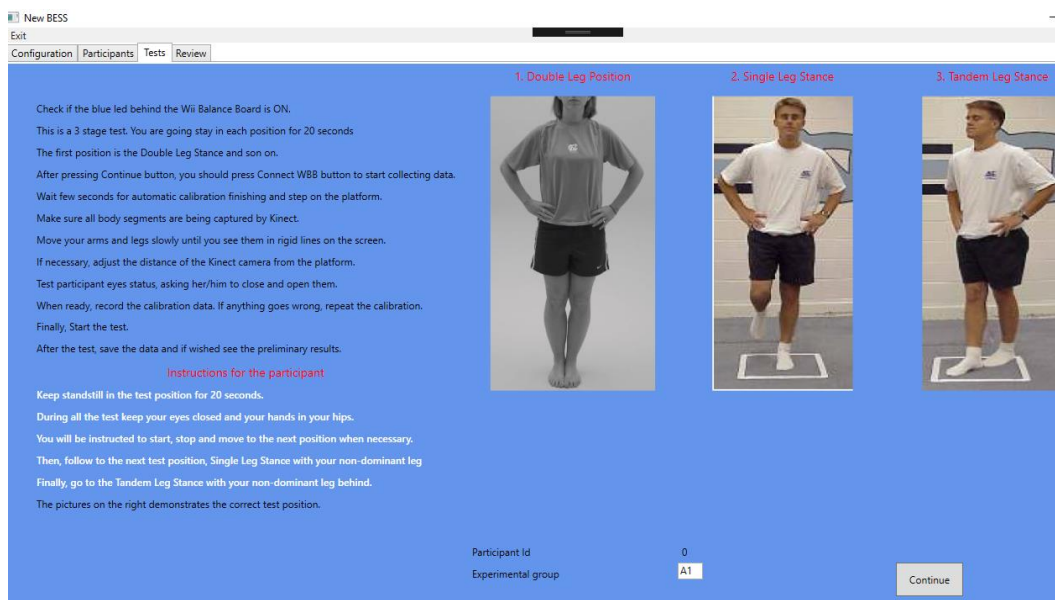 New BESS
Exit
Configuration Participants Tests Review
1. Double Leg Position 2. Single Leg Stance 3. Tandem Leg Stance
Check if the blue led behind the Wii Balance Board is ON.
This is a 3 stage test. You are going stay in each position for 20 seconds
The first position is the Double Leg Stance and son on.
After pressing Continue button, you should press Connect WBB button to start collecting data.
Wait few seconds for automatic calibration finishing and step on the platform.
Make sure all body segments are being captured by Kinect.
Move your arms and legs slowly until you see them in rigid lines on the screen.
If necessary, adjust the distance of the Kinect camera from the platform.
Test participant eyes status, asking her/him to close and open them.
When ready, record the calibration data. If anything goes wrong, repeat the calibration.
Finally, Start the test.
After the test, save the data and if wished see the preliminary results.
Instructions for the participant
Keep standstill in the test position for 20 seconds.
During all the test keep your eyes closed and your hands in your hips.
You will be instructed to start, stop and move to the next position when necessary.
Then, follow to the next test position, Single Leg Stance with your non-dominant leg
Finally, go to the Tandem Leg Stance with your non-dominant leg behind.
The pictures on the right demonstrates the correct test position.
Participant Id 0
Experimental group A1
Continue